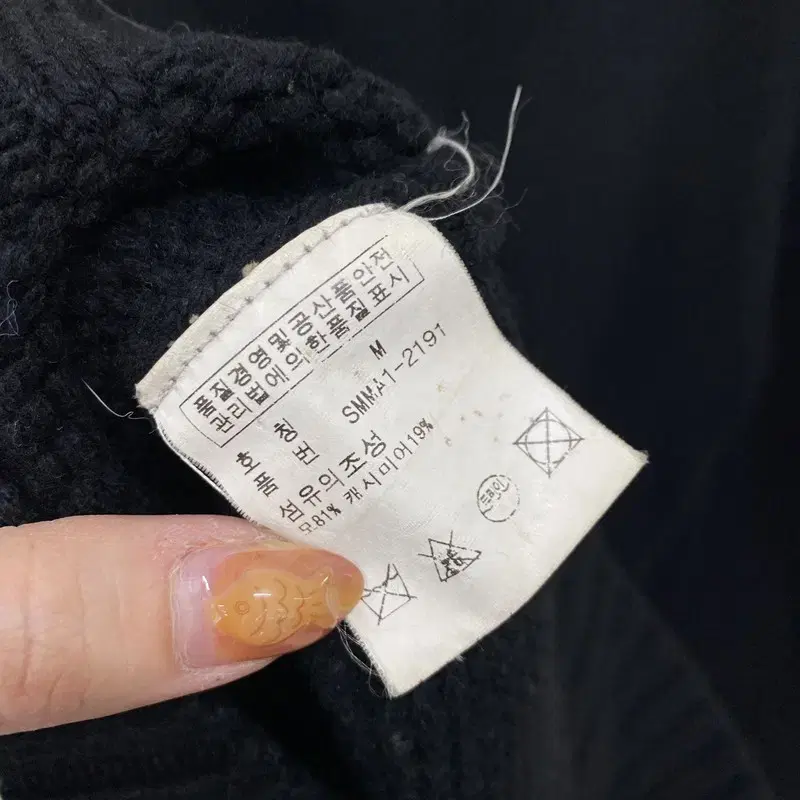 품질경영및공산품안전
관리법에의한품질표시
호칭 M
품번 SMMA1-2191
섬유의조성
모81% 캐시미어19%
드라이